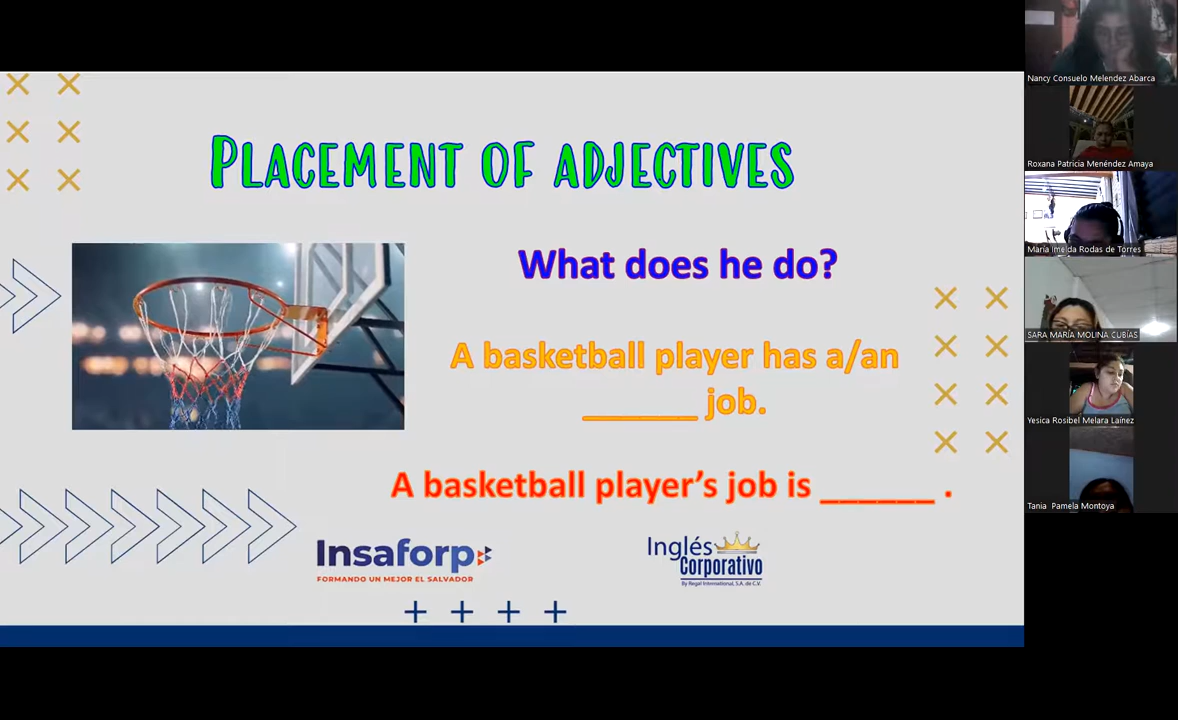 PLACEMENT OF ADJECTIVES
What does he do?
A basketball player has a/an
______ job.
A basketball player's job is ______ .
Insaforp
FORMANDO UN MEJOR EL SALVADOR
Inglés
Corporativo
By Regal International, S.A. de C.V.
Nancy Consuelo Melendez Abarca
Roxana Patricia Menéndez Amaya
María Imelda Rodas de Torres
SARA MARÍA MOLINA CUBÍAS
Yesica Rosibel Melara Laínez
Tania Pamela Montoya